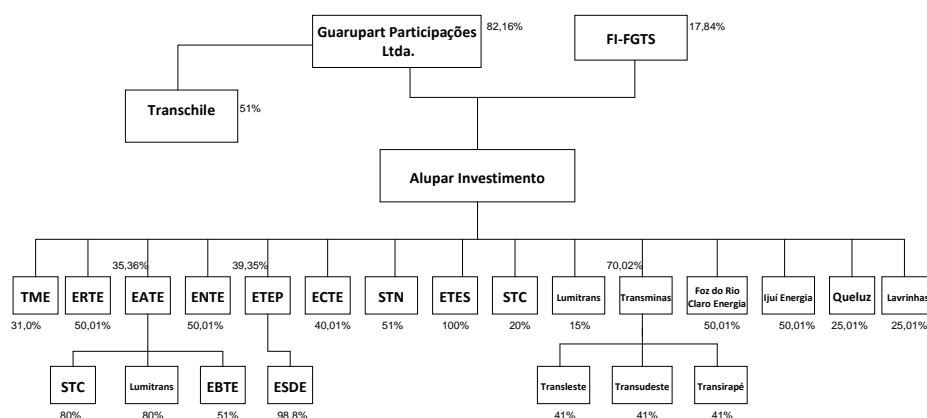 Guarupart Participações
Ltda.
82,16%
FI-FGTS
17,84%
Transchile
51%
Alupar Investimento
35,36%
39,35%
70,02%
TME
ERTE
EATE
ENTE
ETEP
ECTE
STN
ETES
STC
Lumitrans
Transminas
Foz do Rio
Claro Energia
Ijuí Energia
Queluz
Lavrinhas
31,0%
50,01%
50,01%
40,01%
51%
100%
20%
15%
50,01%
50,01%
25,01%
25,01%
STC
Lumitrans
EBTE
ESDE
Transleste
Transudeste
Transirapé
80%
80%
51%
98,8%
41%
41%
41%